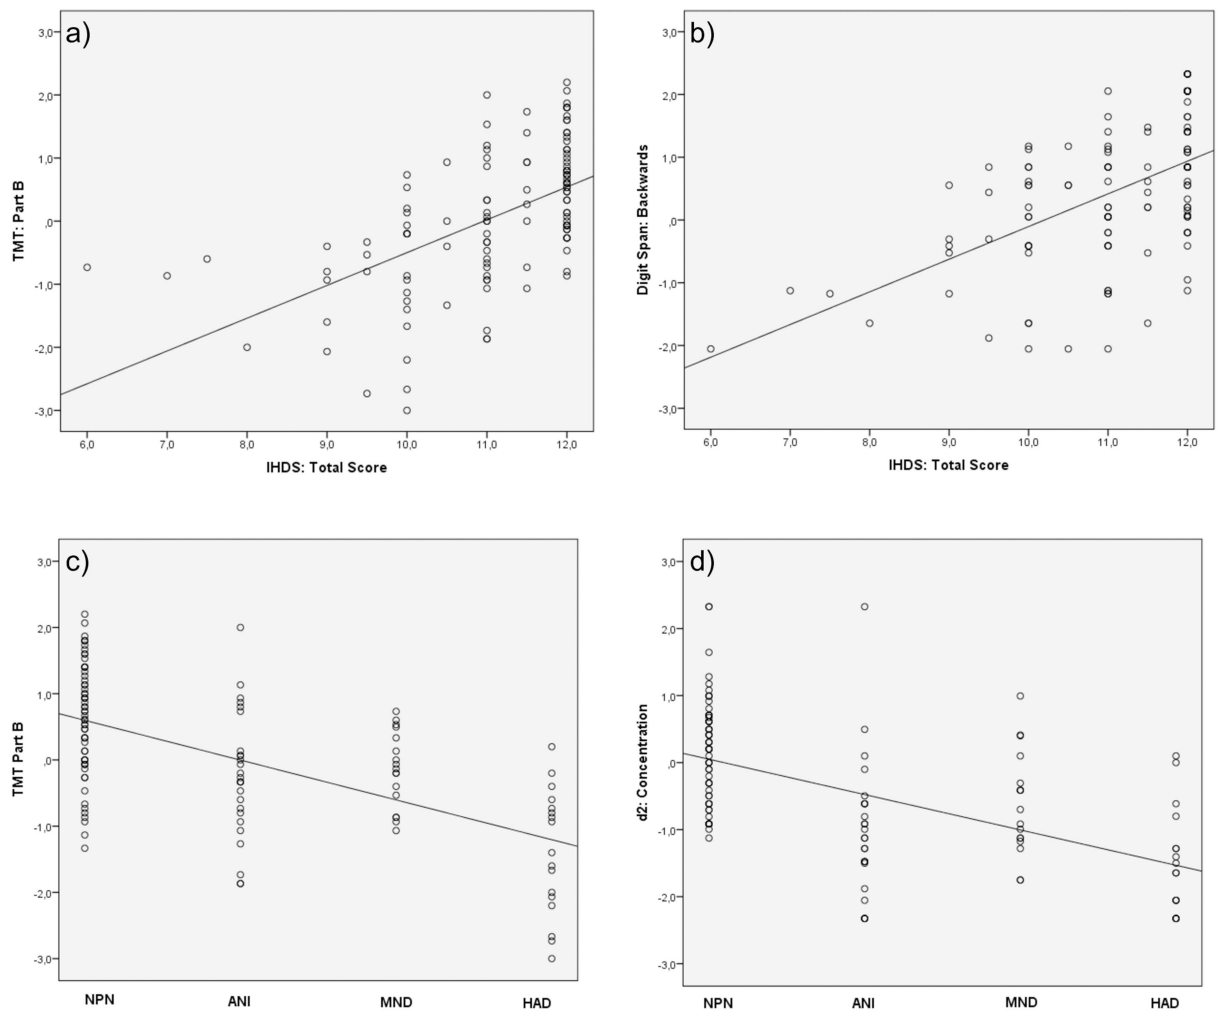 a)
3,0
2,0
1,0
,0
-1,0
-2,0
-3,0
TMT: Part B
6,0 7,0 8,0 9,0 10,0 11,0 12,0
IHDS: Total Score
b)
3,0
2,0
1,0
,0
-1,0
-2,0
-3,0
Digit Span: Backwards
6,0 7,0 8,0 9,0 10,0 11,0 12,0
IHDS: Total Score
c)
3,0
2,0
1,0
,0
-1,0
-2,0
-3,0
TMT Part B
NPN ANI MND HAD
d)
3,0
2,0
1,0
,0
-1,0
-2,0
-3,0
d2: Concentration
NPN ANI MND HAD